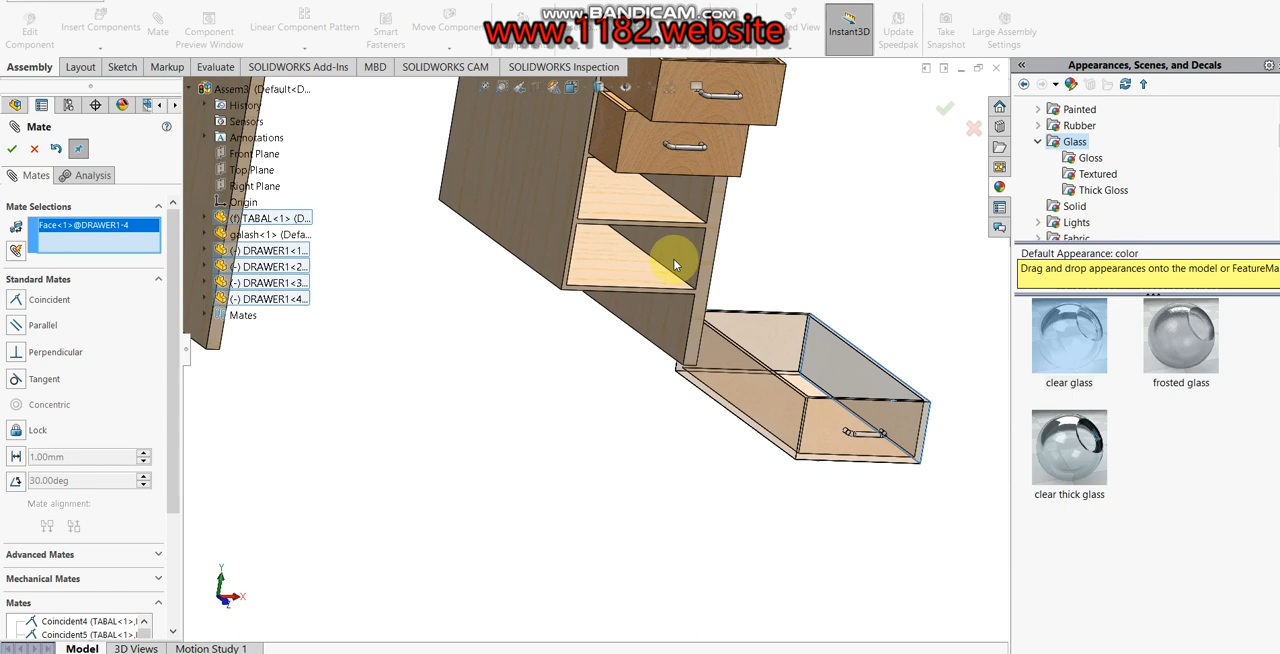 www.BANDICAM.com
www.1182.website
Edit Component
Insert Components
Mate
Component Preview Window
Linear Component Pattern
Smart Fasteners
Move Component
Instant3D
Update Speedpak
Take Snapshot
Large Assembly Settings
Assembly
Layout
Sketch
Markup
Evaluate
SOLIDWORKS Add-Ins
MBD
SOLIDWORKS CAM
SOLIDWORKS Inspection
Mate
Mates
Analysis
Mate Selections
Face<1>@DRAWER1-4
Standard Mates
Coincident
Parallel
Perpendicular
Tangent
Concentric
Lock
1.00mm
30.00deg
Mate alignment:
Advanced Mates
Mechanical Mates
Mates
Coincident4 (TABAL<1>,
Coincident5 (TABAL<1>,
Assem3 (Default<D...
History
Sensors
Annotations
Front Plane
Top Plane
Right Plane
Origin
(f) TABAL<1> (D...
galash<1> (Defa...
(-) DRAWER1<1...
(-) DRAWER1<2...
(-) DRAWER1<3...
(-) DRAWER1<4...
Mates
Y
X
Z
Appearances, Scenes, and Decals
Painted
Rubber
Glass
Gloss
Textured
Thick Gloss
Solid
Lights
Fabric
Default Appearance: color
Drag and drop appearances onto the model or FeatureMa
clear glass
frosted glass
clear thick glass
Model
3D Views
Motion Study 1